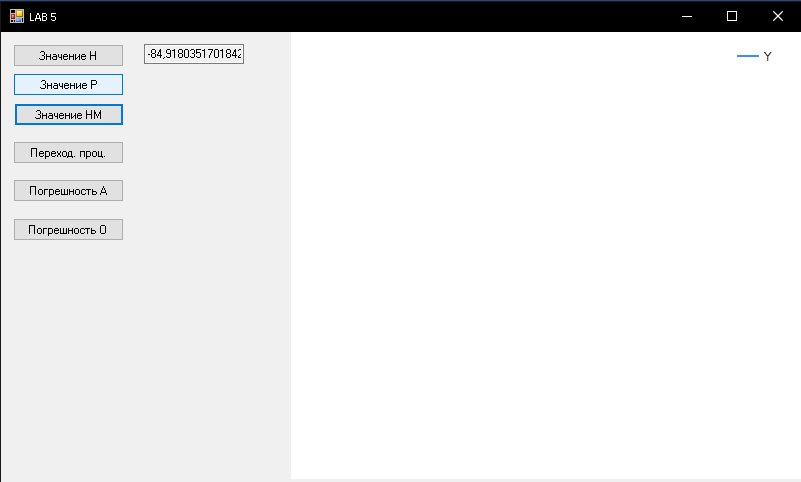 LAB 5
Значение Н
-84,9180351701842
Y
Значение Р
Значение НМ
Переход. проц.
Погрешность А
Погрешность О